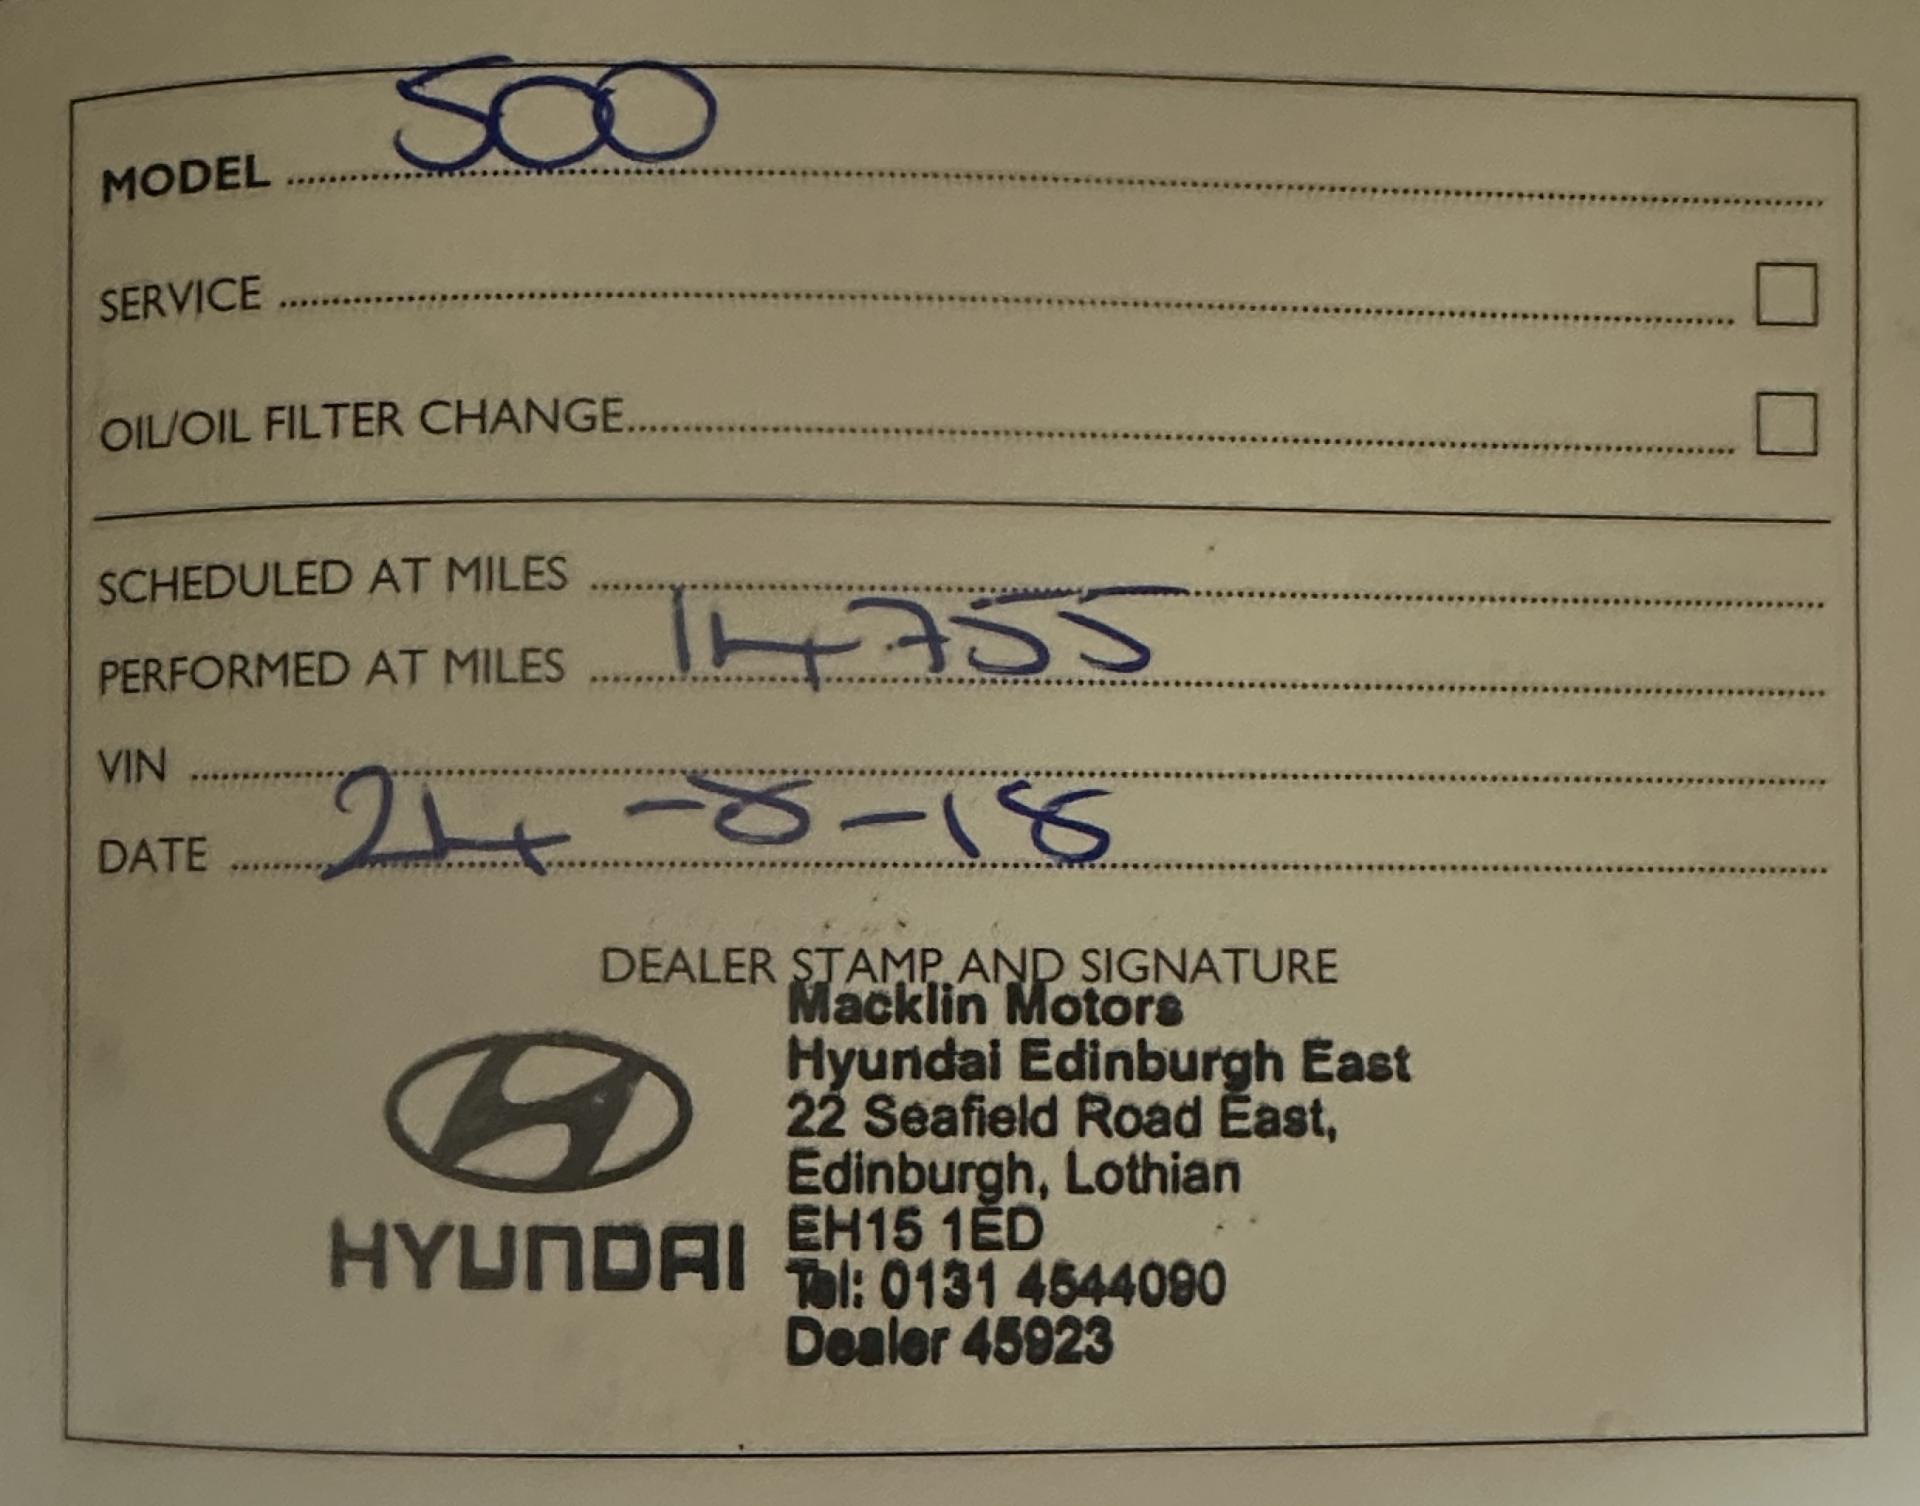 MODEL 500
SERVICE
OIL/OIL FILTER CHANGE
SCHEDULED AT MILES
PERFORMED AT MILES 14755
VIN
DATE 24-8-18
DEALER STAMP AND SIGNATURE
Macklin Motors
Hyundai Edinburgh East
22 Seafield Road East,
Edinburgh, Lothian
EH15 1ED
Tel: 0131 4544090
Dealer 45923
HYUNDAI